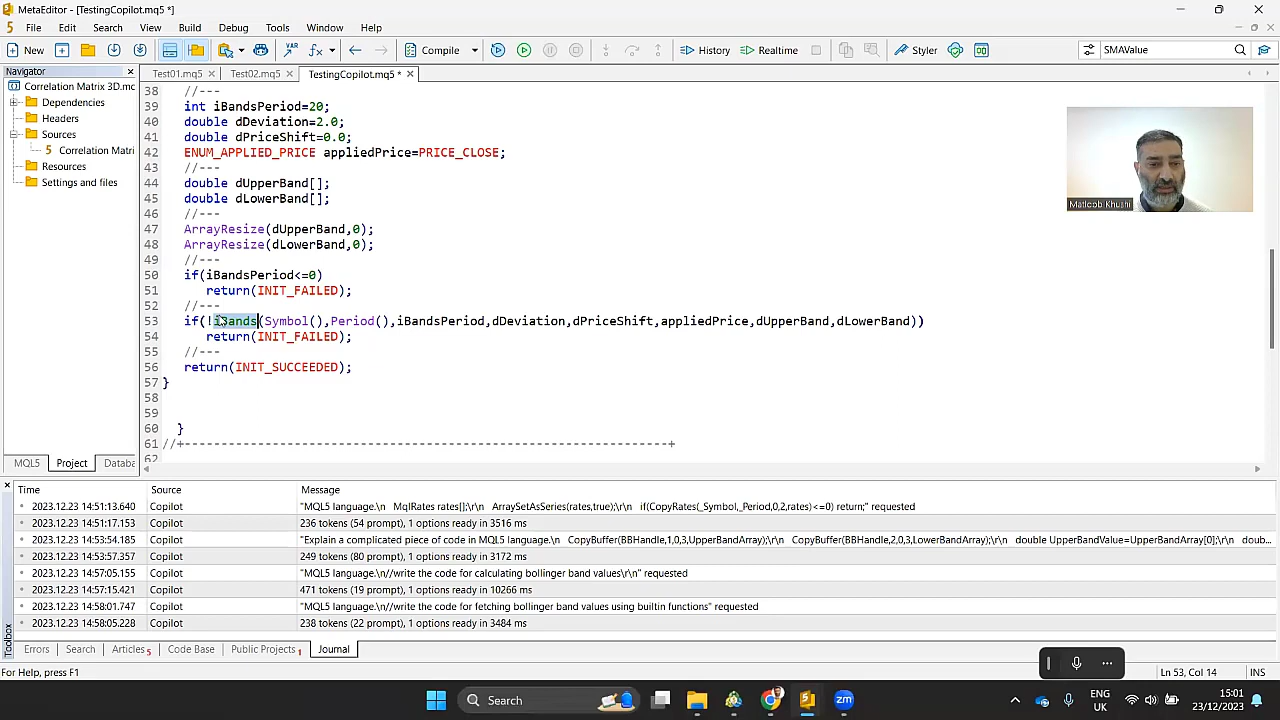 MetaEditor - [TestingCopilot.mq5 *]
File Edit Search View Build Debug Tools Window Help
New Compile History Realtime Styler SMAValue
Navigator
Test01.mq5 Test02.mq5 TestingCopilot.mq5 *
Correlation Matrix 3D.mc
Dependencies
Headers
Sources
Correlation Matri
Resources
Settings and files
MQL5 Project Databa
38 //---
39 int iBandsPeriod=20;
40 double dDeviation=2.0;
41 double dPriceShift=0.0;
42 ENUM_APPLIED_PRICE appliedPrice=PRICE_CLOSE;
43 //---
44 double dUpperBand[];
45 double dLowerBand[];
46 //---
47 ArrayResize(dUpperBand,0);
48 ArrayResize(dLowerBand,0);
49 //---
50 if(iBandsPeriod<=0)
51 return(INIT_FAILED);
52 //---
53 if(!iBands(Symbol(),Period(),iBandsPeriod,dDeviation,dPriceShift,appliedPrice,dUpperBand,dLowerBand))
54 return(INIT_FAILED);
55 //---
56 return(INIT_SUCCEEDED);
57 }
58
59
60 }
61 //+------------------------------------------------------------------+
62
Matloob Khushi
Time Source Message
2023.12.23 14:51:13.640 Copilot "MQL5 language.\n MqlRates rates[];\r\n ArraySetAsSeries(rates,true);\r\n if(CopyRates(_Symbol,_Period,0,2,rates)<=0) return;" requested
2023.12.23 14:51:17.153 Copilot 236 tokens (54 prompt), 1 options ready in 3516 ms
2023.12.23 14:53:54.185 Copilot "Explain a complicated piece of code in MQL5 language.\n CopyBuffer(BBHandle,1,0,3,UpperBandArray);\r\n CopyBuffer(BBHandle,2,0,3,LowerBandArray);\r\n double UpperBandValue=UpperBandArray[0];\r\n doub...
2023.12.23 14:53:57.357 Copilot 249 tokens (80 prompt), 1 options ready in 3172 ms
2023.12.23 14:57:05.155 Copilot "MQL5 language.\n//write the code for calculating bollinger band values\r\n" requested
2023.12.23 14:57:15.421 Copilot 471 tokens (19 prompt), 1 options ready in 10266 ms
2023.12.23 14:58:01.747 Copilot "MQL5 language.\n//write the code for fetching bollinger band values using builtin functions" requested
2023.12.23 14:58:05.228 Copilot 238 tokens (22 prompt), 1 options ready in 3484 ms
Toolbox
Errors Search Articles 5 Code Base Public Projects 1 Journal
For Help, press F1 Ln 53, Col 14 INS
Search
ENG
UK
15:01
23/12/2023